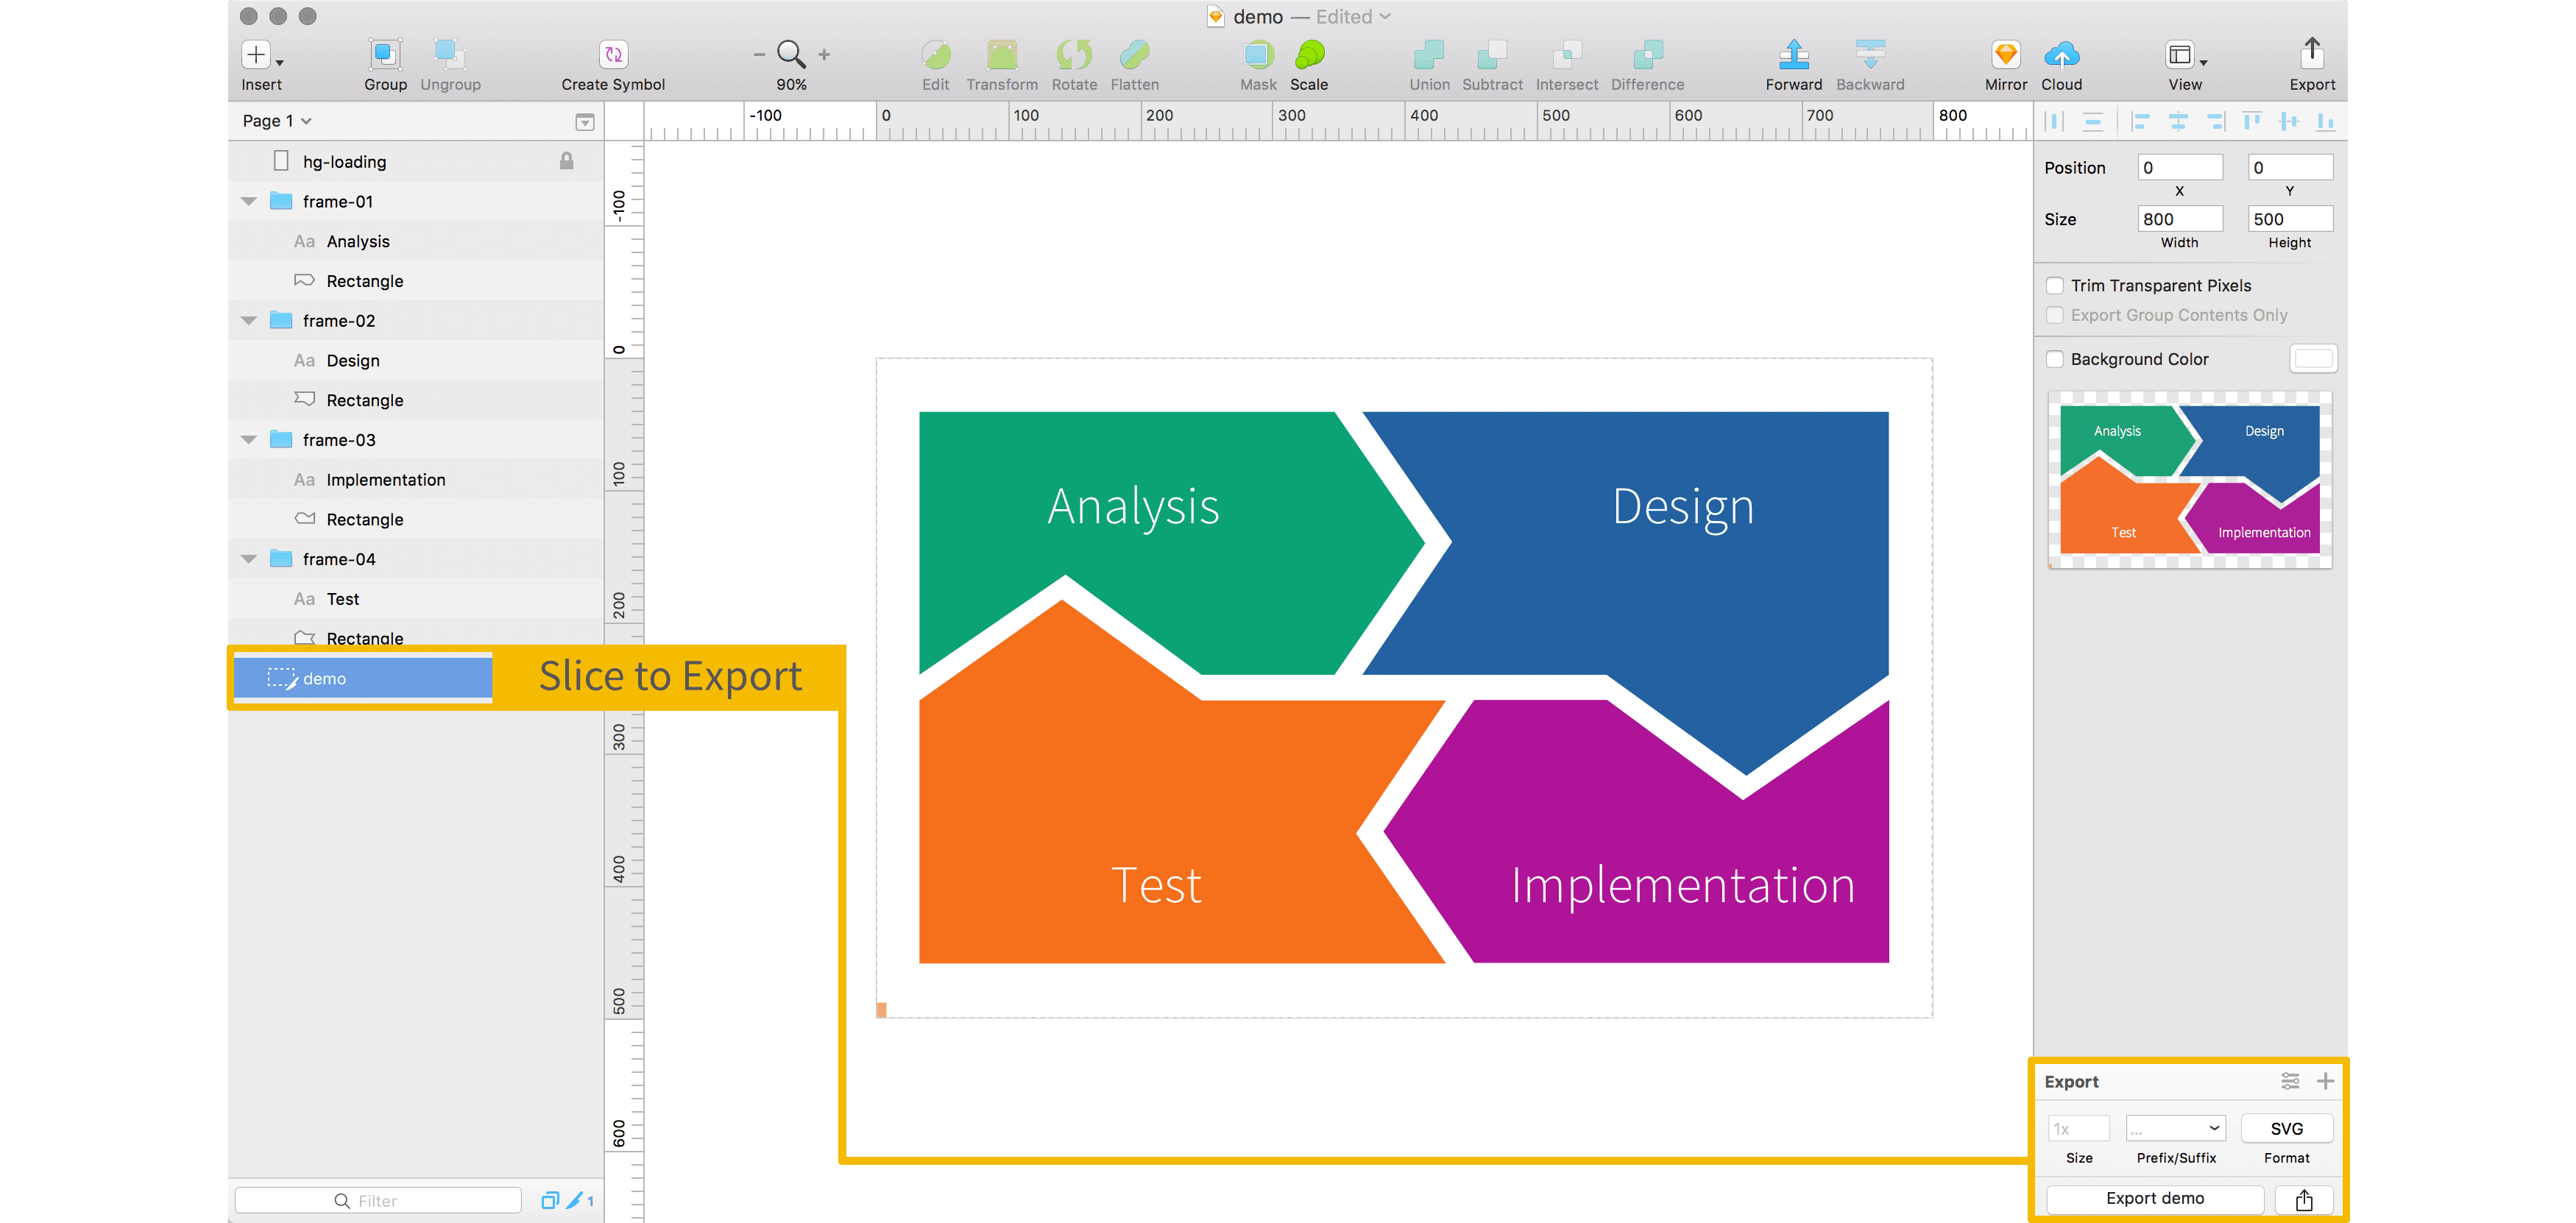 demo — Edited
Insert
Group
Ungroup
Create Symbol
90%
Edit
Transform
Rotate
Flatten
Mask
Scale
Union
Subtract
Intersect
Difference
Forward
Backward
Mirror
Cloud
View
Export
Page 1
-100
0
100
200
300
400
500
600
700
800
hg-loading
frame-01
Aa Analysis
Rectangle
frame-02
Aa Design
Rectangle
frame-03
Aa Implementation
Rectangle
frame-04
Aa Test
Rectangle
demo
Slice to Export
Filter
1
-100
0
100
200
300
400
500
600
Analysis
Design
Test
Implementation
Position
0
0
X
Y
Size
800
500
Width
Height
Trim Transparent Pixels
Export Group Contents Only
Background Color
Analysis
Design
Test
Implementation
Export
1x
...
SVG
Size
Prefix/Suffix
Format
Export demo